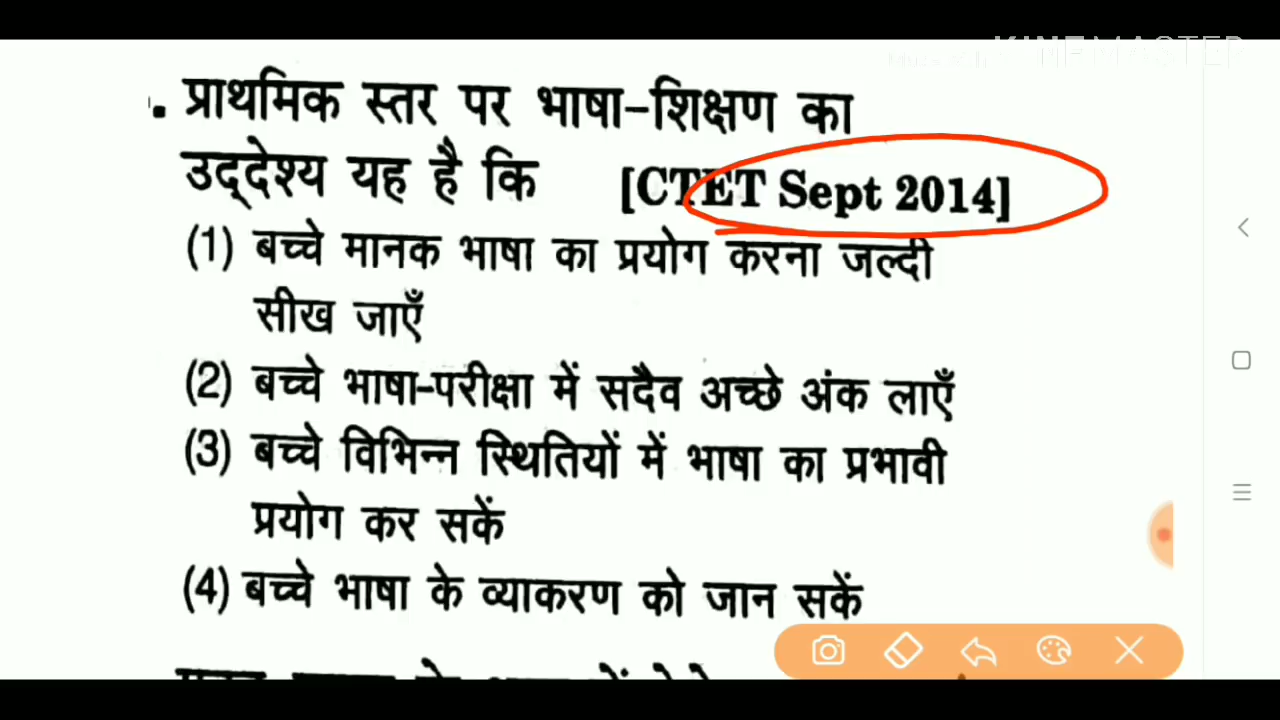 KINEMASTER
प्राथमिक स्तर पर भाषा-शिक्षण का
उद्देश्य यह है कि [CTET Sept 2014]
(1) बच्चे मानक भाषा का प्रयोग करना जल्दी
सीख जाएँ
(2) बच्चे भाषा-परीक्षा में सदैव अच्छे अंक लाएँ
(3) बच्चे विभिन्न स्थितियों में भाषा का प्रभावी
प्रयोग कर सकें
(4) बच्चे भाषा के व्याकरण को जान सकें